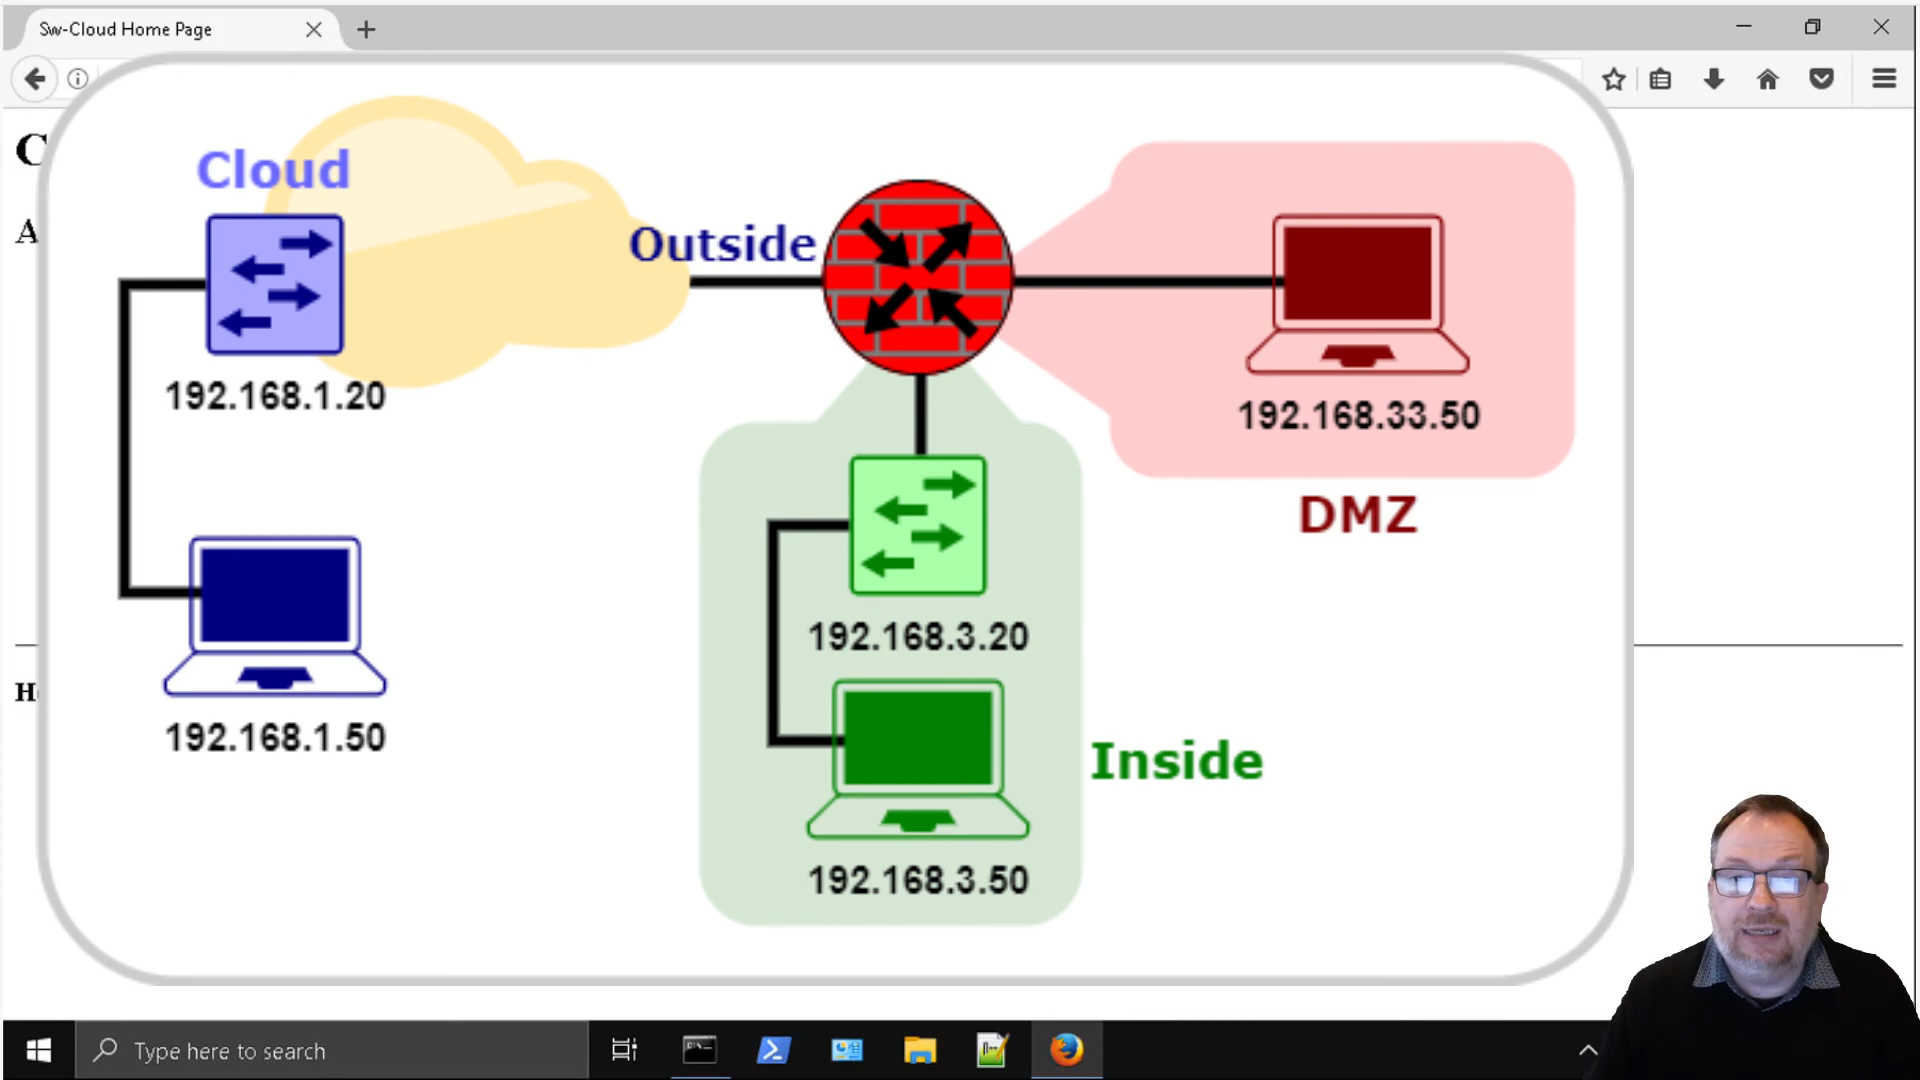 Sw-Cloud Home Page
C
A
Cloud
Outside
192.168.1.20
192.168.33.50
DMZ
192.168.3.20
H
192.168.1.50
Inside
192.168.3.50
Type here to search